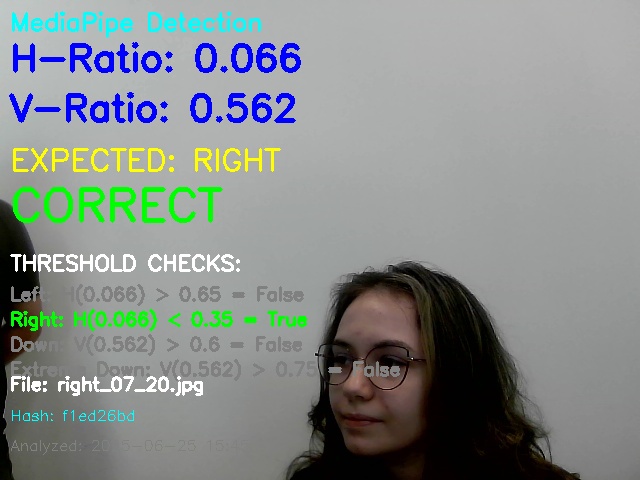 MediaPipe Detection
H-Ratio: 0.066
V-Ratio: 0.562
EXPECTED: RIGHT
CORRECT
THRESHOLD CHECKS:
Left: H(0.066) > 0.65 = False
Right: H(0.066) < 0.35 = True
Down: V(0.562) > 0.6 = False
Extreme Down: V(0.562) > 0.75 = False
File: right_07_20.jpg
Hash: f1ed26bd
Analyzed: